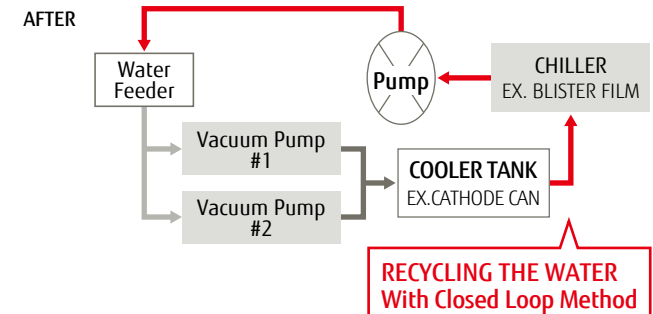 AFTER
Water
Feeder
Pump
CHILLER
EX. BLISTER FILM
Vacuum Pump
#1
COOLER TANK
EX.CATHODE CAN
Vacuum Pump
#2
RECYCLING THE WATER
With Closed Loop Method